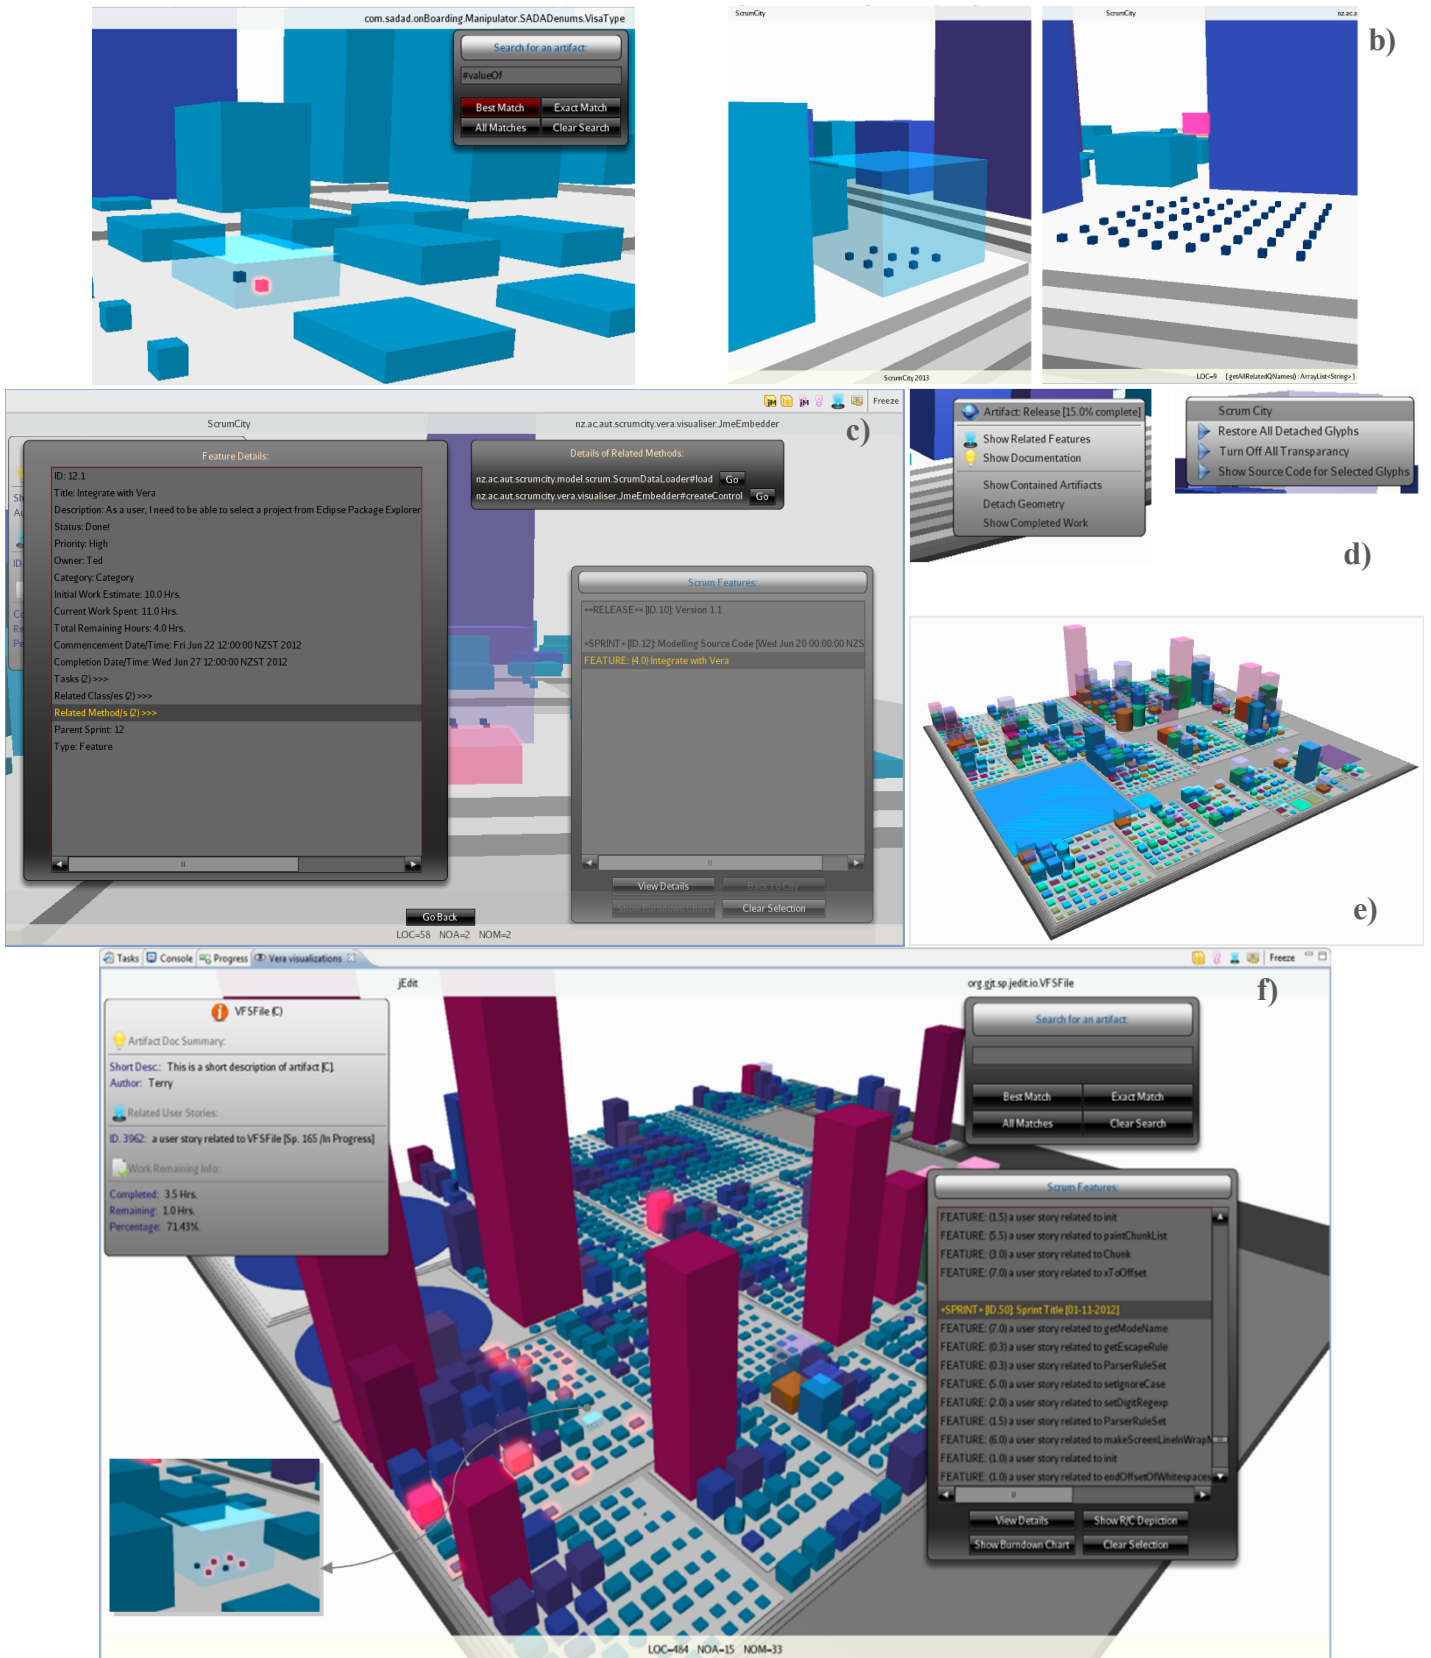 com.sadad.onBoarding.Manipulator.SADADenums.VisaType
Search for an artifact:
#valueOf
Best Match
Exact Match
All Matches
Clear Search
ScrumCity
ScrumCity 2013
ScrumCity
nz.ac.a
LOC=9 [ getAllRelatedQNames() : ArrayList<String> ]
b)
Freeze
ScrumCity
nz.ac.aut.scrumcity.vera.visualiser.JmeEmbedder
c)
Feature Details:
ID: 12.1
Title: Integrate with Vera
Description: As a user, I need to be able to select a project from Eclipse Package Explorer
Status: Done!
Priority: High
Owner: Ted
Category: Category
Initial Work Estimate: 10.0 Hrs.
Current Work Spent: 11.0 Hrs.
Total Remaining Hours: 4.0 Hrs.
Commencement Date/Time: Fri Jun 22 12:00:00 NZST 2012
Completion Date/Time: Wed Jun 27 12:00:00 NZST 2012
Tasks (2) >>>
Related Class/es (2) >>>
Related Method/s (2) >>>
Parent Sprint: 12
Type: Feature
Details of Related Methods:
nz.ac.aut.scrumcity.model.scrum.ScrumDataLoader#load Go
nz.ac.aut.scrumcity.vera.visualiser.JmeEmbedder#createControl Go
Scrum Features:
**RELEASE** [ID.10]: Version 1.1
*SPRINT* [ID.12]: Modelling Source Code [Wed Jun 20 00:00:00 NZS
FEATURE: (4.0) Integrate with Vera
View Details
Back To City
Show Burndown Chart
Clear Selection
Go Back
LOC=58 NOA=2 NOM=2
Artifact: Release [15.0% complete]
Show Related Features
Show Documentation
Show Contained Artifiacts
Detach Geometry
Show Completed Work
Scrum City
Restore All Detached Glyphs
Turn Off All Transparancy
Show Source Code for Selected Glyphs
d)
e)
Tasks Console Progress Vera visualizations
Freeze
jEdit
org.gjt.sp.jedit.io.VFSFile
f)
VFSFile (C)
Artifact Doc Summary:
Short Desc.: This is a short description of artifact [C].
Author: Terry
Related User Stories:
ID. 3962: a user story related to VFSFile [Sp. 165 /In Progress]
Work Remaining Info:
Completed: 3.5 Hrs.
Remaining: 1.0 Hrs.
Percentage: 71.43%.
Search for an artifact:
Best Match
Exact Match
All Matches
Clear Search
Scrum Features:
FEATURE: (1.5) a user story related to init
FEATURE: (5.5) a user story related to paintChunkList
FEATURE: (3.0) a user story related to Chunk
FEATURE: (7.0) a user story related to xToOffset
*SPRINT* [ID.50]: Sprint Title [01-11-2012]
FEATURE: (7.0) a user story related to getModeName
FEATURE: (0.3) a user story related to getEscapeRule
FEATURE: (0.3) a user story related to ParserRuleSet
FEATURE: (5.0) a user story related to setIgnoreCase
FEATURE: (2.0) a user story related to setDigitRegexp
FEATURE: (1.5) a user story related to ParserRuleSet
FEATURE: (6.0) a user story related to makeScreenLineInWrapM
FEATURE: (1.0) a user story related to init
FEATURE: (1.0) a user story related to endOffsetOfWhitespaces
View Details
Show R/C Depiction
Show Burndown Chart
Clear Selection
LOC=484 NOA=15 NOM=33